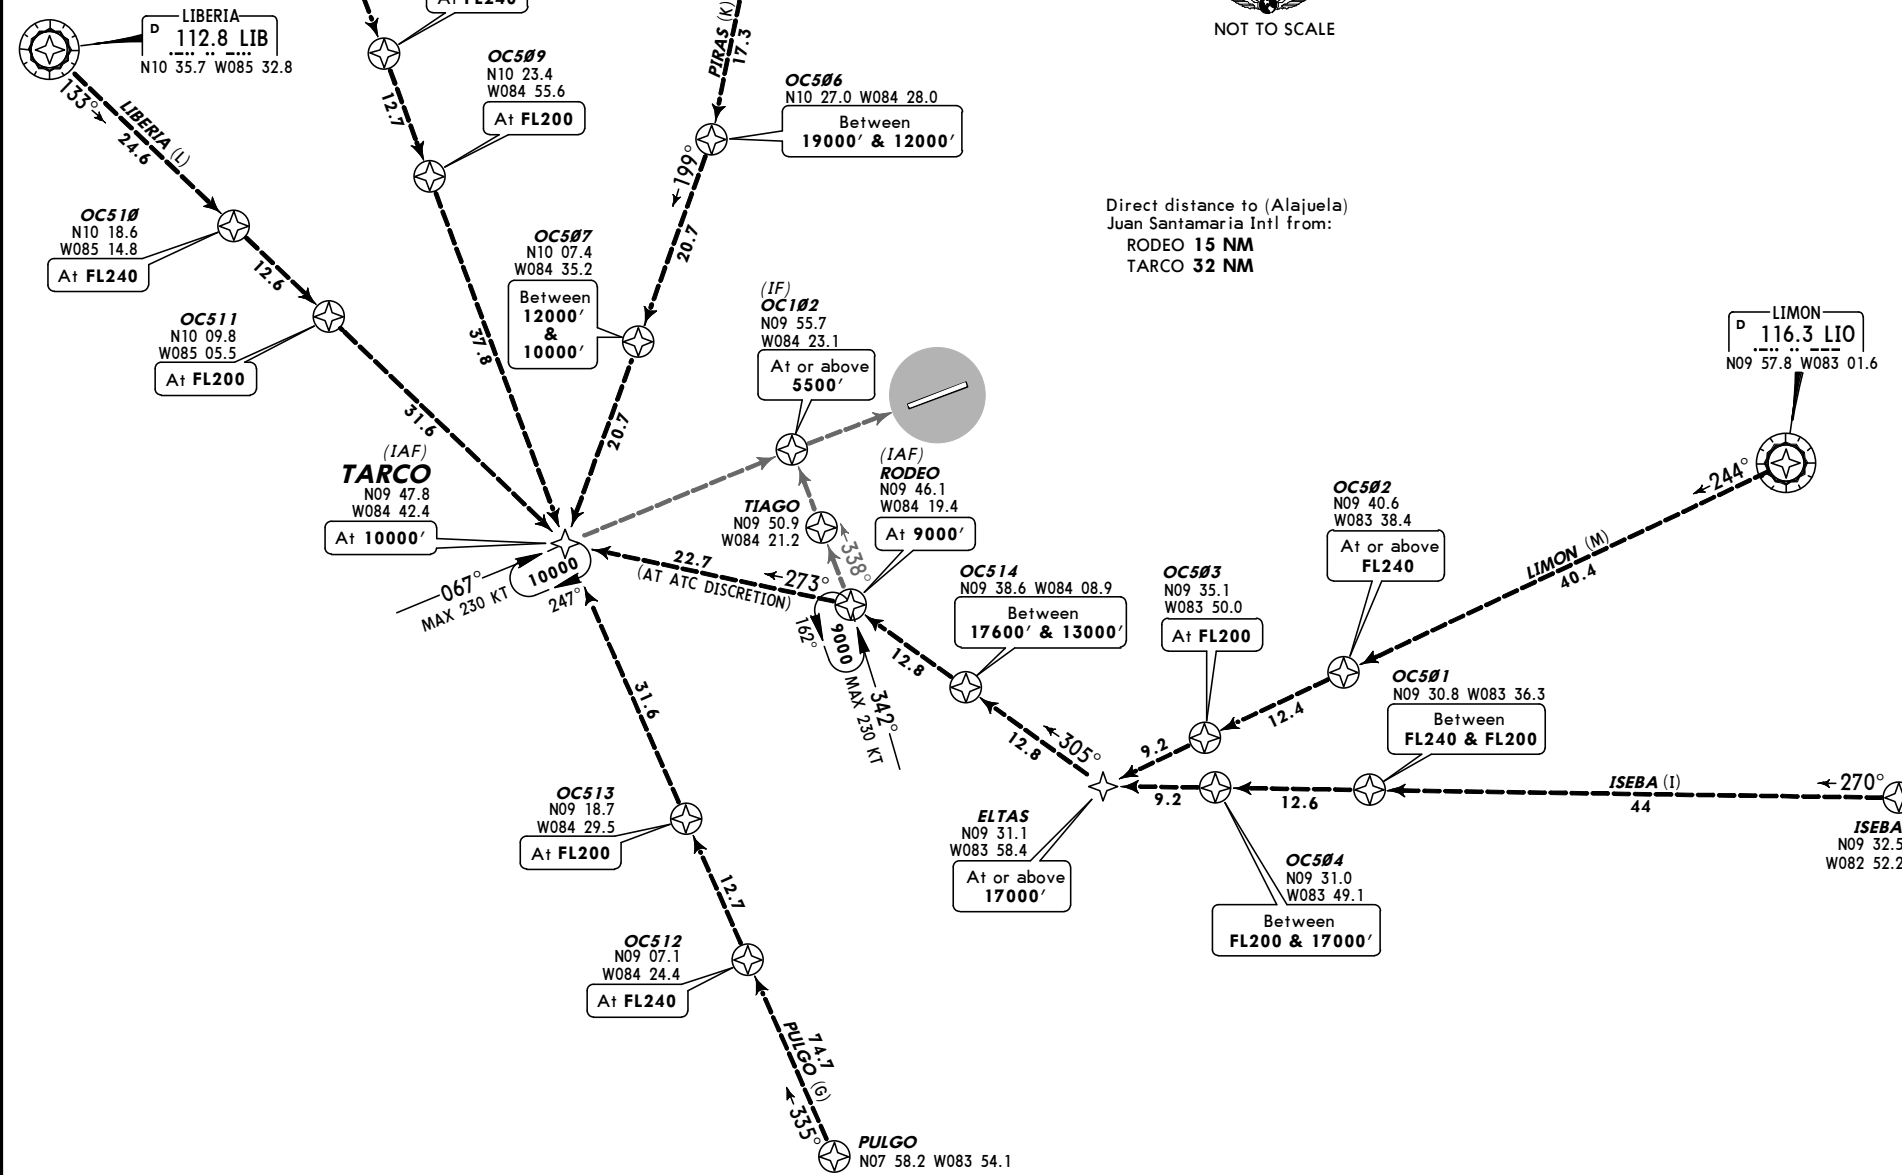 LIBERIA
D 112.8 LIB
N10 35.7 W085 32.8
133°
LIBERIA (L)
24.6
OC51Ø
N10 18.6
W085 14.8
At FL240
12.6
OC511
N10 09.8
W085 05.5
At FL200
31.6
12.7
OC5Ø9
N10 23.4
W084 55.6
At FL200
37.8
PIRAS (K)
17.3
OC5Ø6
N10 27.0 W084 28.0
Between
19000' & 12000'
199°
20.7
OC5Ø7
N10 07.4
W084 35.2
Between
12000'
&
10000'
20.7
NOT TO SCALE
Direct distance to (Alajuela)
Juan Santamaria Intl from:
RODEO 15 NM
TARCO 32 NM
(IF)
OC1Ø2
N09 55.7
W084 23.1
At or above
5500'
(IAF)
TARCO
N09 47.8
W084 42.4
At 10000'
067°
MAX 230 KT
10000
247°
22.7
273°
(AT ATC DISCRETION)
TIAGO
N09 50.9
W084 21.2
338°
(IAF)
RODEO
N09 46.1
W084 19.4
At 9000'
162°
9000
342°
MAX 230 KT
12.8
OC514
N09 38.6 W084 08.9
Between
17600' & 13000'
305°
12.8
LIMON
D 116.3 LIO
N09 57.8 W083 01.6
244°
LIMON (M)
40.4
OC5Ø2
N09 40.6
W083 38.4
At or above
FL240
12.4
OC5Ø3
N09 35.1
W083 50.0
At FL200
9.2
OC5Ø1
N09 30.8 W083 36.3
Between
FL240 & FL200
270°
ISEBA (I)
44
12.6
9.2
ISEBA
N09 32.5
W082 52.2
ELTAS
N09 31.1
W083 58.4
At or above
17000'
OC5Ø4
N09 31.0
W083 49.1
Between
FL200 & 17000'
31.6
OC513
N09 18.7
W084 29.5
At FL200
12.7
OC512
N09 07.1
W084 24.4
At FL240
74.7
PULGO (G)
335°
PULGO
N07 58.2 W083 54.1